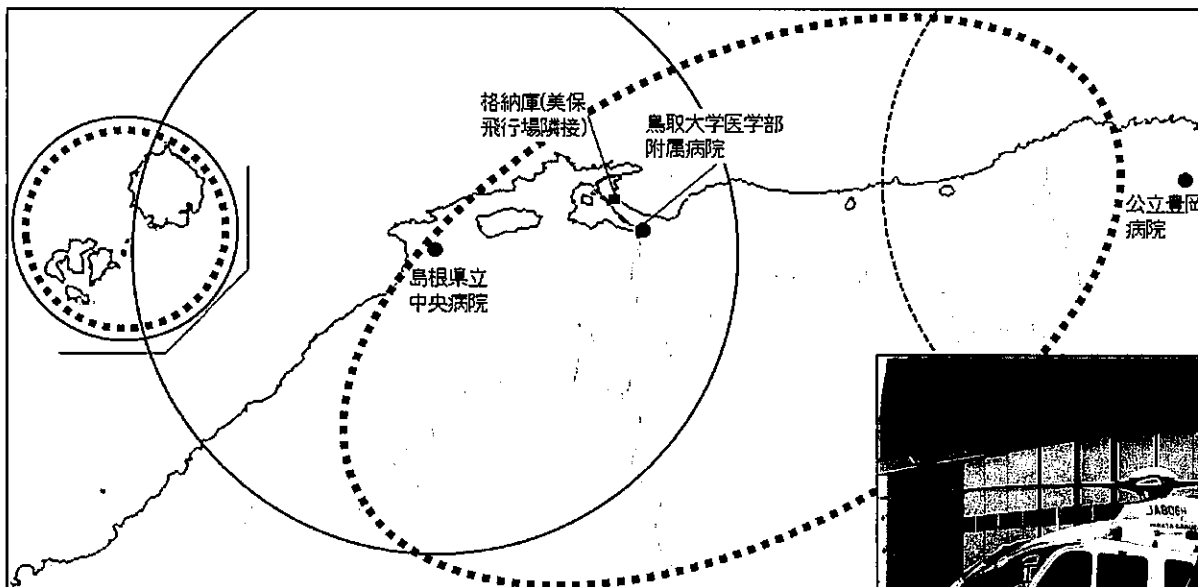 格納庫(美保
飛行場隣接)
鳥取大学医学部
附属病院
公立豊岡
病院
島根県立
中央病院